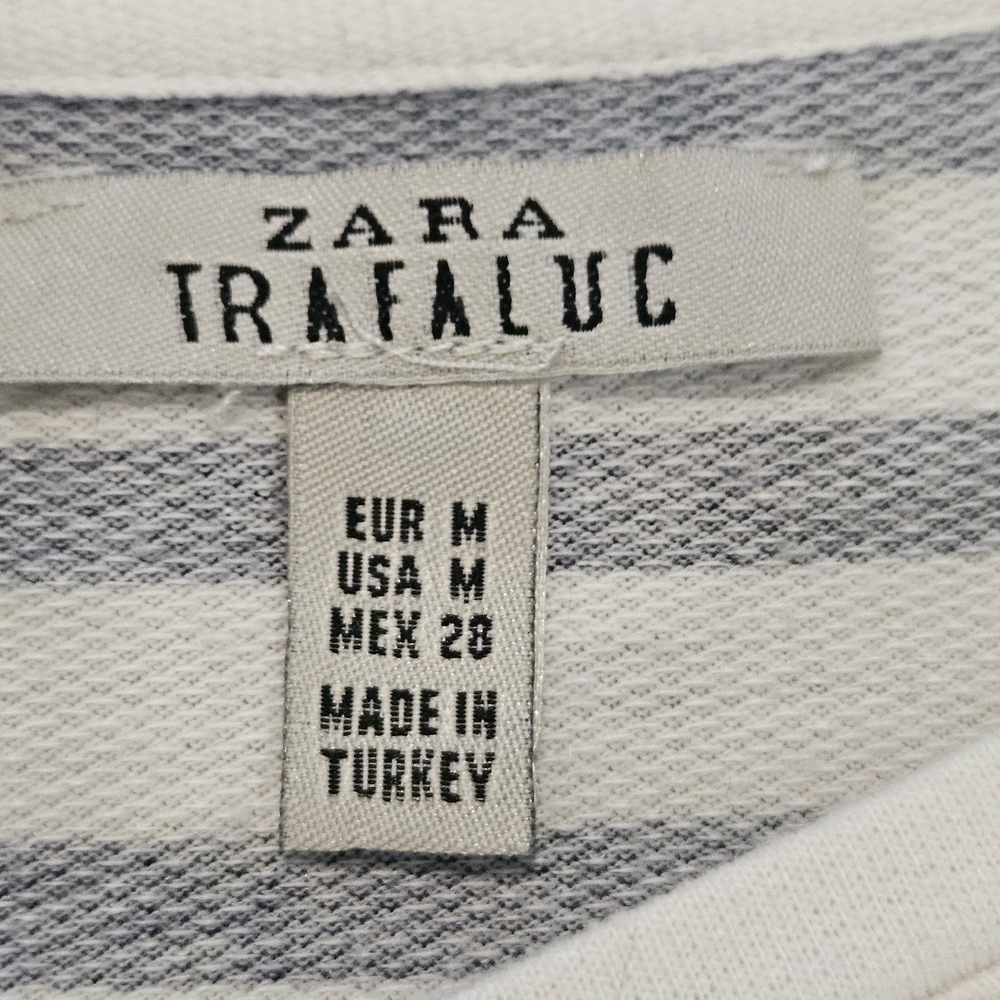 ZARA
TRAFALUC
EUR M
USA M
MEX 28
MADE IN
TURKEY